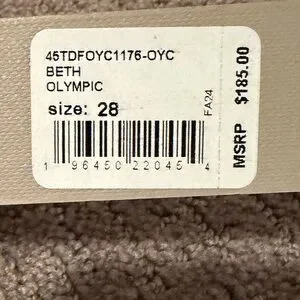 45TDFOYC1176-OYC
BETH
OLYMPIC
size: 28
1 96450 22045 4
FA24
MSRP $185.00